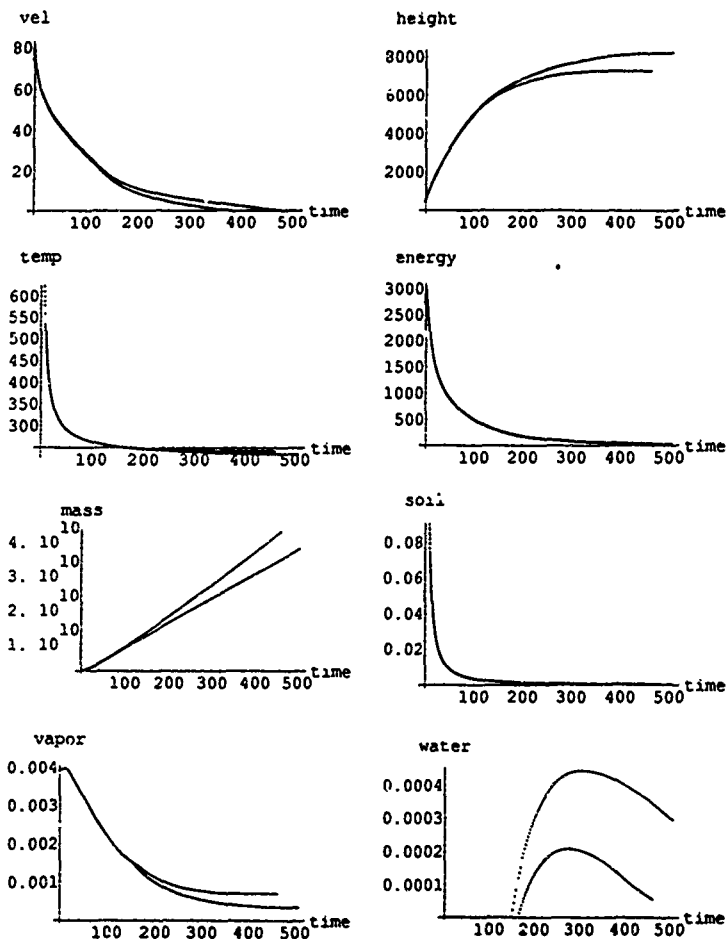 vel
80
60
40
20
100 200 300 400 500 time
height
8000
6000
4000
2000
100 200 300 400 500 time
temp
600
550
500
450
400
350
300
100 200 300 400 500 time
energy
3000
2500
2000
1500
1000
500
100 200 300 400 500 time
mass
4. 10^10
3. 10^10
2. 10^10
1. 10^10
100 200 300 400 500 time
soil
0.08
0.06
0.04
0.02
100 200 300 400 500 time
vapor
0.004
0.003
0.002
0.001
100 200 300 400 500 time
water
0.0004
0.0003
0.0002
0.0001
100 200 300 400 500 time